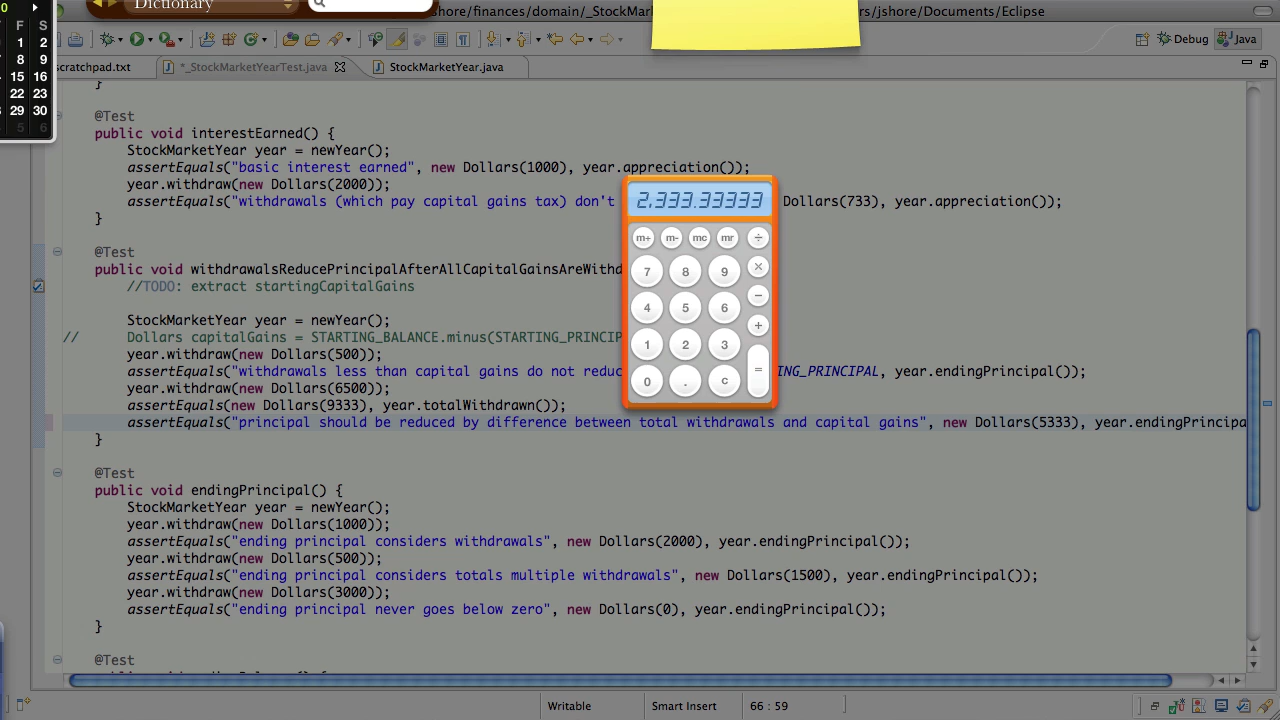 Dictionary
jshore/finances/domain/_StockMar
rs/jshore/Documents/Eclipse
F S
1 2
8 9
15 16
22 23
29 30
5 6
Debug
Java
cratchpad.txt
*_StockMarketYearTest.java
StockMarketYear.java
}
@Test
public void interestEarned() {
StockMarketYear year = newYear();
assertEquals("basic interest earned", new Dollars(1000), year.appreciation());
year.withdraw(new Dollars(2000));
assertEquals("withdrawals (which pay capital gains tax) don't
Dollars(733), year.appreciation());
}
@Test
public void withdrawalsReducePrincipalAfterAllCapitalGainsAreWithd
//TODO: extract startingCapitalGains
StockMarketYear year = newYear();
// Dollars capitalGains = STARTING_BALANCE.minus(STARTING_PRINCIP
year.withdraw(new Dollars(500));
assertEquals("withdrawals less than capital gains do not reduc
NG_PRINCIPAL, year.endingPrincipal());
year.withdraw(new Dollars(6500));
assertEquals(new Dollars(9333), year.totalWithdrawn());
assertEquals("principal should be reduced by difference between total withdrawals and capital gains", new Dollars(5333), year.endingPrincipa
}
@Test
public void endingPrincipal() {
StockMarketYear year = newYear();
year.withdraw(new Dollars(1000));
assertEquals("ending principal considers withdrawals", new Dollars(2000), year.endingPrincipal());
year.withdraw(new Dollars(500));
assertEquals("ending principal considers totals multiple withdrawals", new Dollars(1500), year.endingPrincipal());
year.withdraw(new Dollars(3000));
assertEquals("ending principal never goes below zero", new Dollars(0), year.endingPrincipal());
}
@Test
2,333.33333
m+ m- mc mr ÷
7 8 9 ×
4 5 6 −
1 2 3 +
0 . c =
Writable
Smart Insert
66 : 59